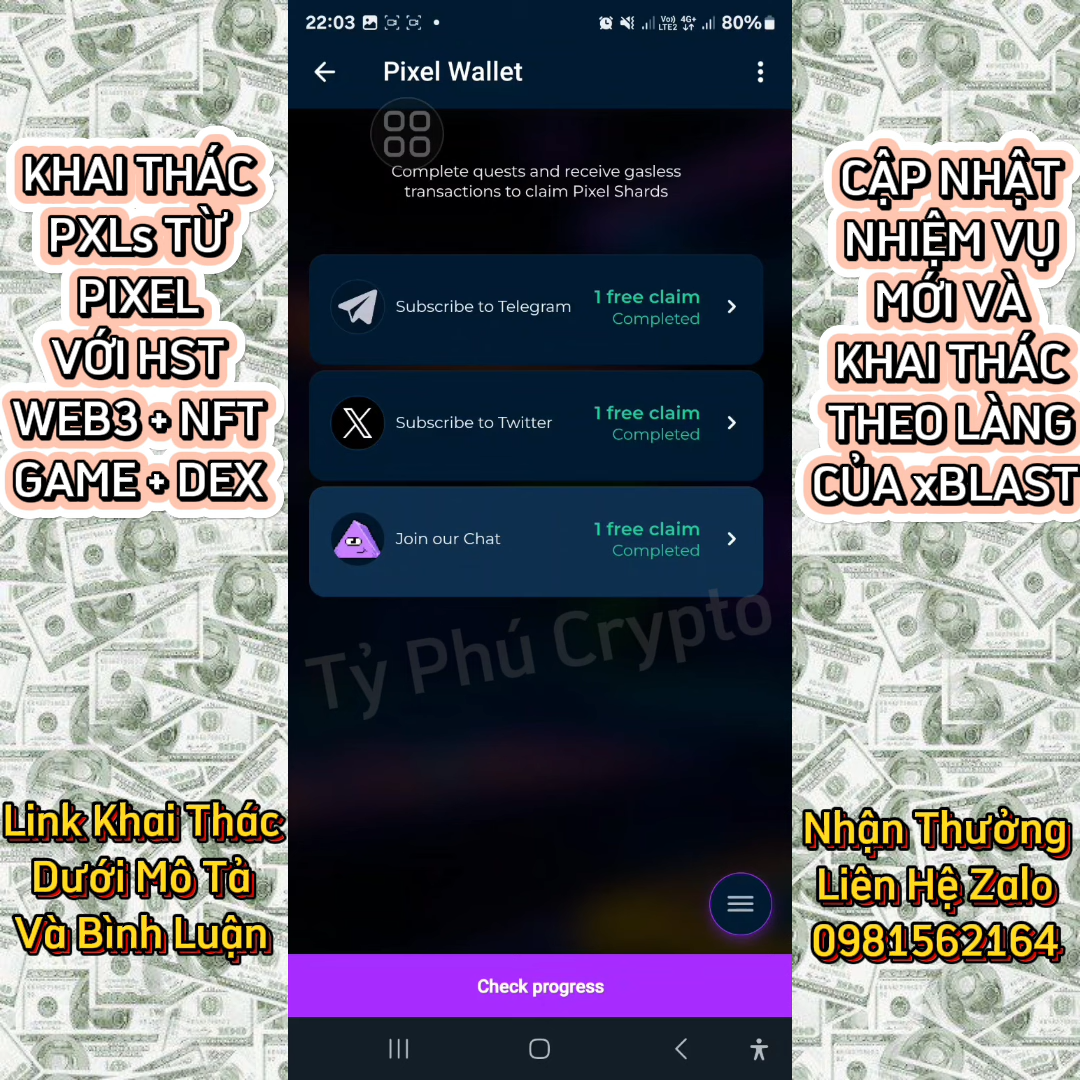 22:03
Vo) 4G+
LTE2
80%
Pixel Wallet
Complete quests and receive gasless
transactions to claim Pixel Shards
Subscribe to Telegram
1 free claim
Completed
Subscribe to Twitter
1 free claim
Completed
Join our Chat
1 free claim
Completed
Tỷ Phú Crypto
Check progress
KHAI THÁC
PXLs TỪ
PIXEL
VỚI HST
WEB3 + NFT
GAME + DEX
Link Khai Thác
Dưới Mô Tả
Và Bình Luận
CẬP NHẬT
NHIỆM VỤ
MỚI VÀ
KHAI THÁC
THEO LÀNG
CỦA xBLAST
Nhận Thưởng
Liên Hệ Zalo
0981562164